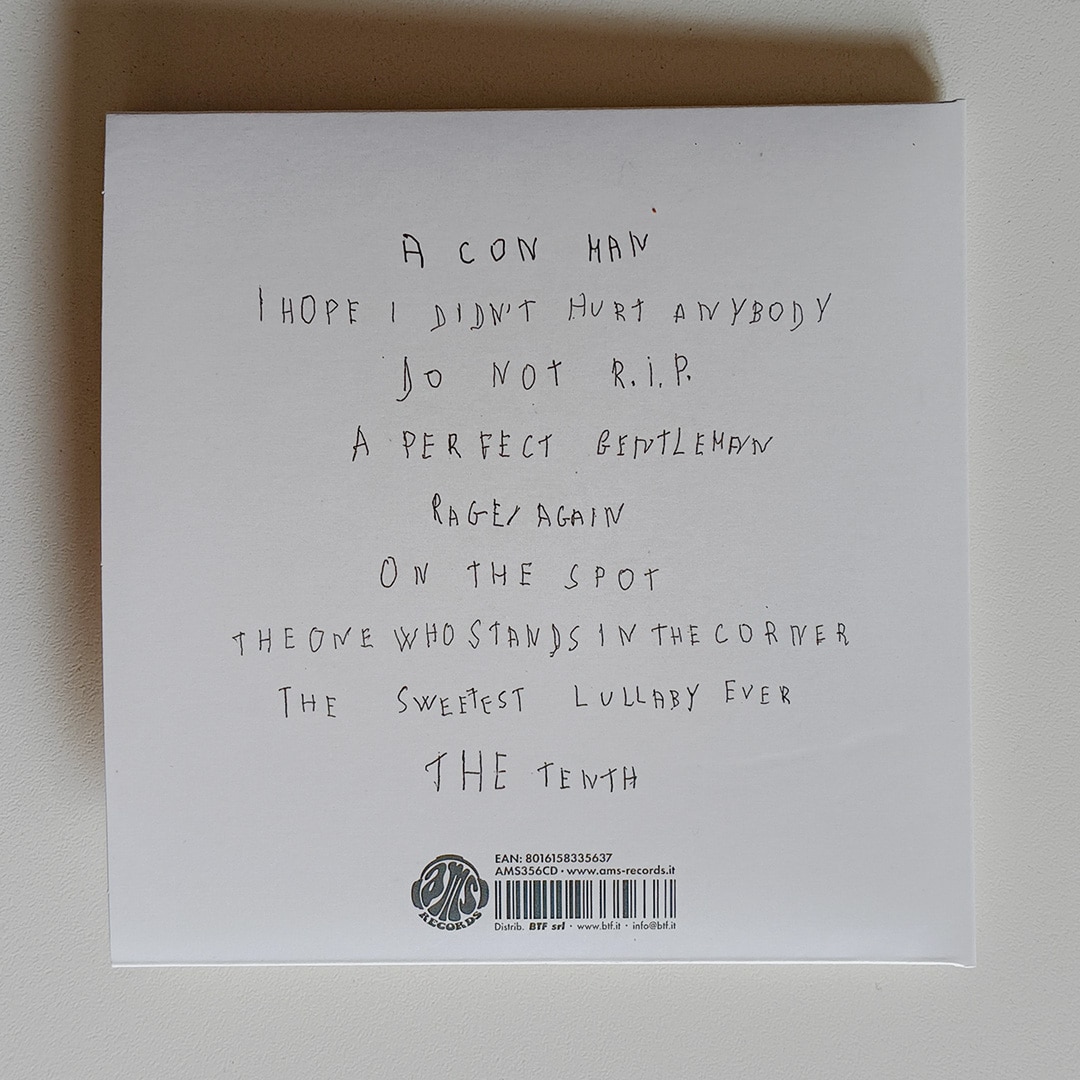 A CON MAN
I HOPE I DIDN'T HURT ANYBODY
DO NOT R.I.P.
A PERFECT GENTLEMAN
RAGE/ AGAIN
ON THE SPOT
THE ONE WHO STANDS IN THE CORNER
THE SWEETEST LULLABY EVER
THE TENTH
ams
RECORDS
EAN: 8016158335637
AMS356CD · www.ams-records.it
Distrib. BTF srl · www.btf.it · info@btf.it